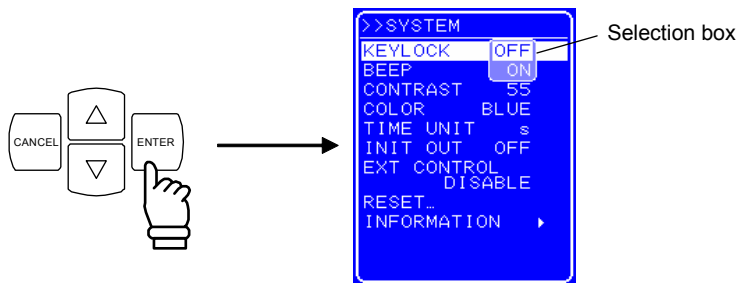 CANCEL
ENTER
>>SYSTEM
KEYLOCK OFF
BEEP ON
CONTRAST 55
COLOR BLUE
TIME UNIT s
INIT OUT OFF
EXT CONTROL
DISABLE
RESET…
INFORMATION
Selection box